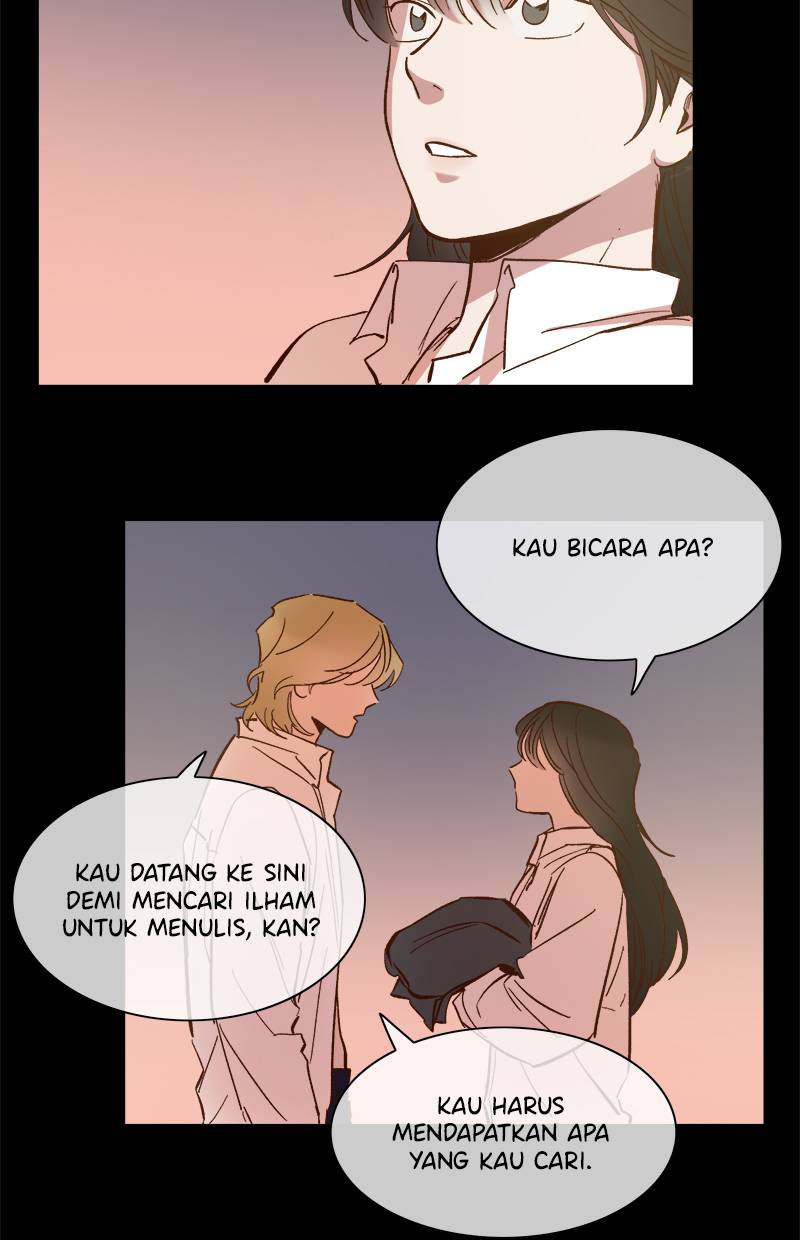 KAU BICARA APA?
KAU DATANG KE SINI
DEMI MENCARI ILHAM
UNTUK MENULIS, KAN?
KAU HARUS
MENDAPATKAN APA
YANG KAU CARI.